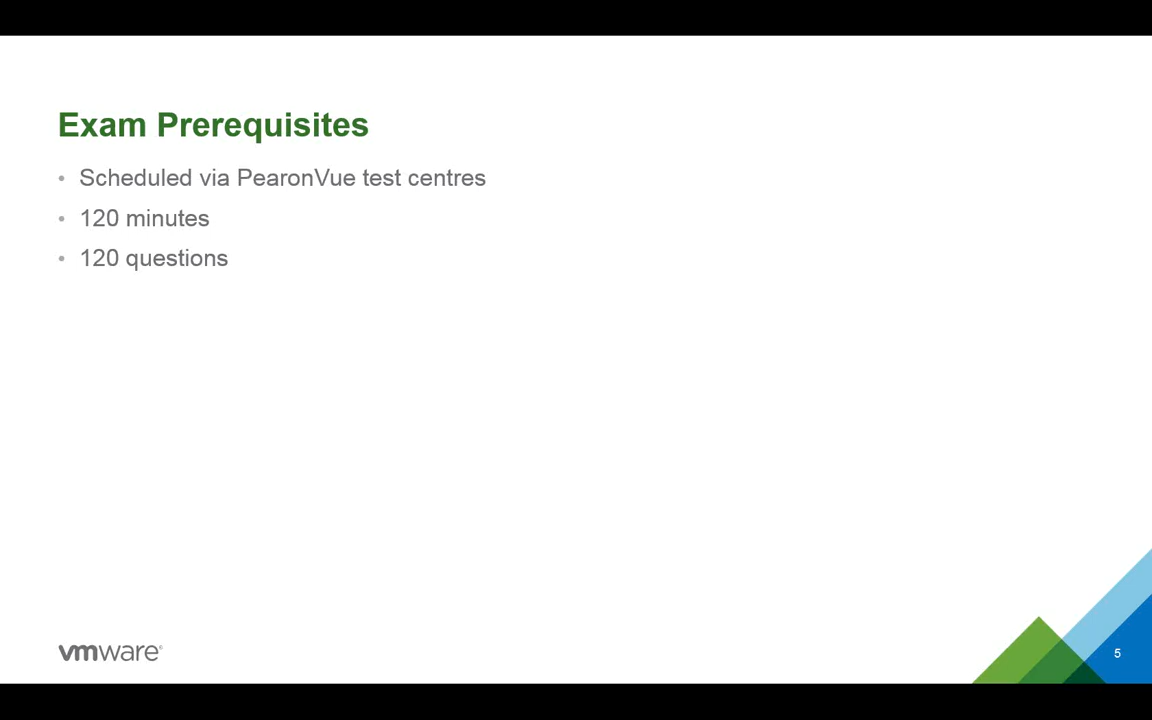 Exam Prerequisites
• Scheduled via PearonVue test centres
• 120 minutes
• 120 questions
vmware®
5